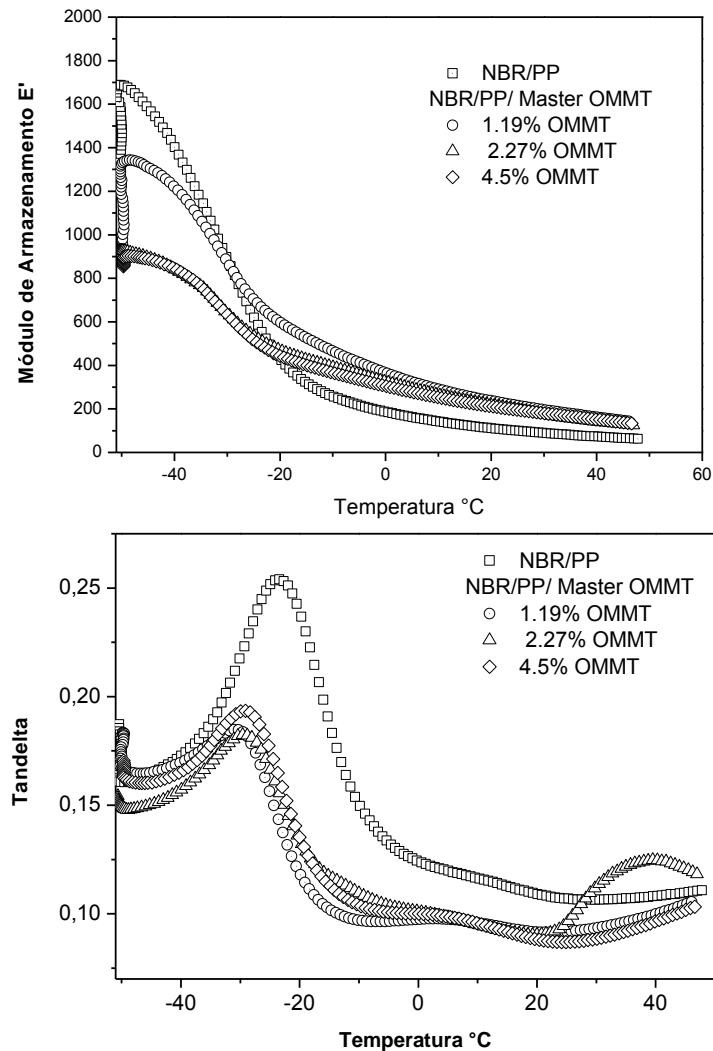 2000
1800
1600
1400
1200
1000
800
600
400
200
0
Módulo de Armazenamento E'
NBR/PP
NBR/PP/ Master OMMT
1.19% OMMT
2.27% OMMT
4.5% OMMT
-40 -20 0 20 40 60
Temperatura °C
0,25
0,20
0,15
0,10
Tandelta
NBR/PP
NBR/PP/ Master OMMT
1.19% OMMT
2.27% OMMT
4.5% OMMT
-40 -20 0 20 40
Temperatura °C